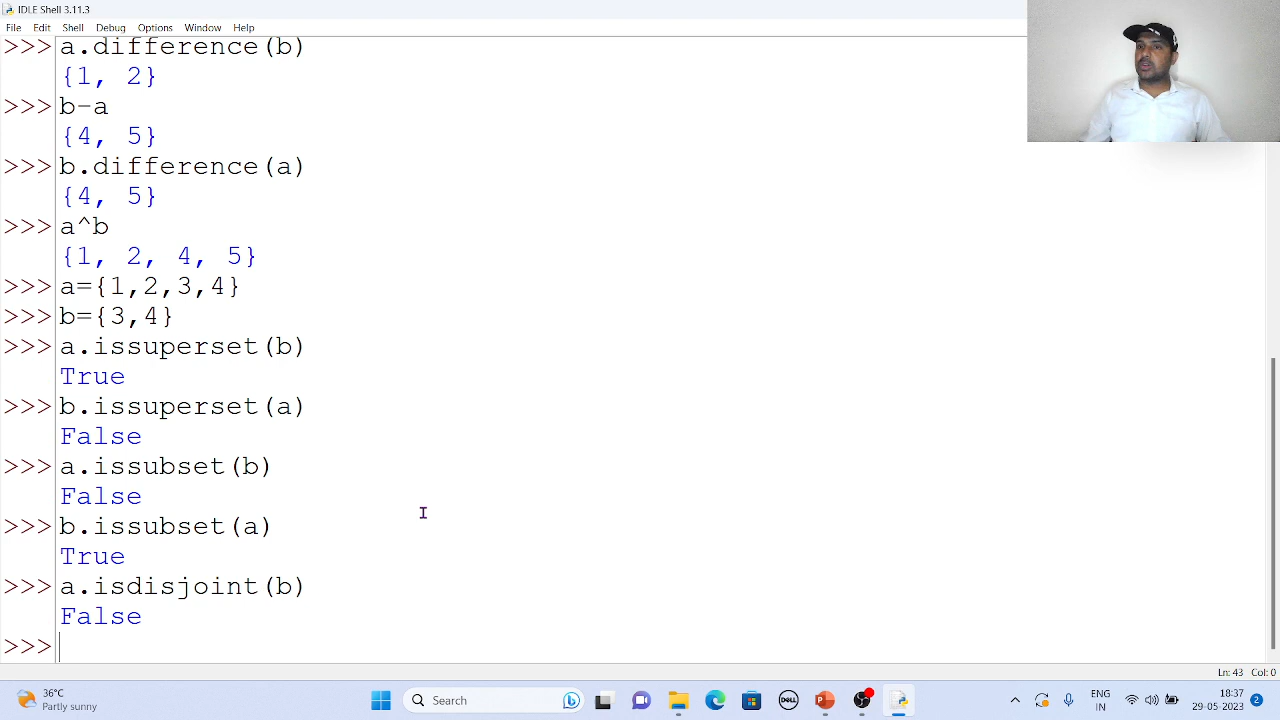 IDLE Shell 3.11.3
File Edit Shell Debug Options Window Help
>>> a.difference(b)
{1, 2}
>>> b-a
{4, 5}
>>> b.difference(a)
{4, 5}
>>> a^b
{1, 2, 4, 5}
>>> a={1,2,3,4}
>>> b={3,4}
>>> a.issuperset(b)
True
>>> b.issuperset(a)
False
>>> a.issubset(b)
False
>>> b.issubset(a)
True
>>> a.isdisjoint(b)
False
>>>
Ln: 43 Col: 0
36°C
Partly sunny
Search
DELL
ENG
IN
18:37
29-05-2023
2